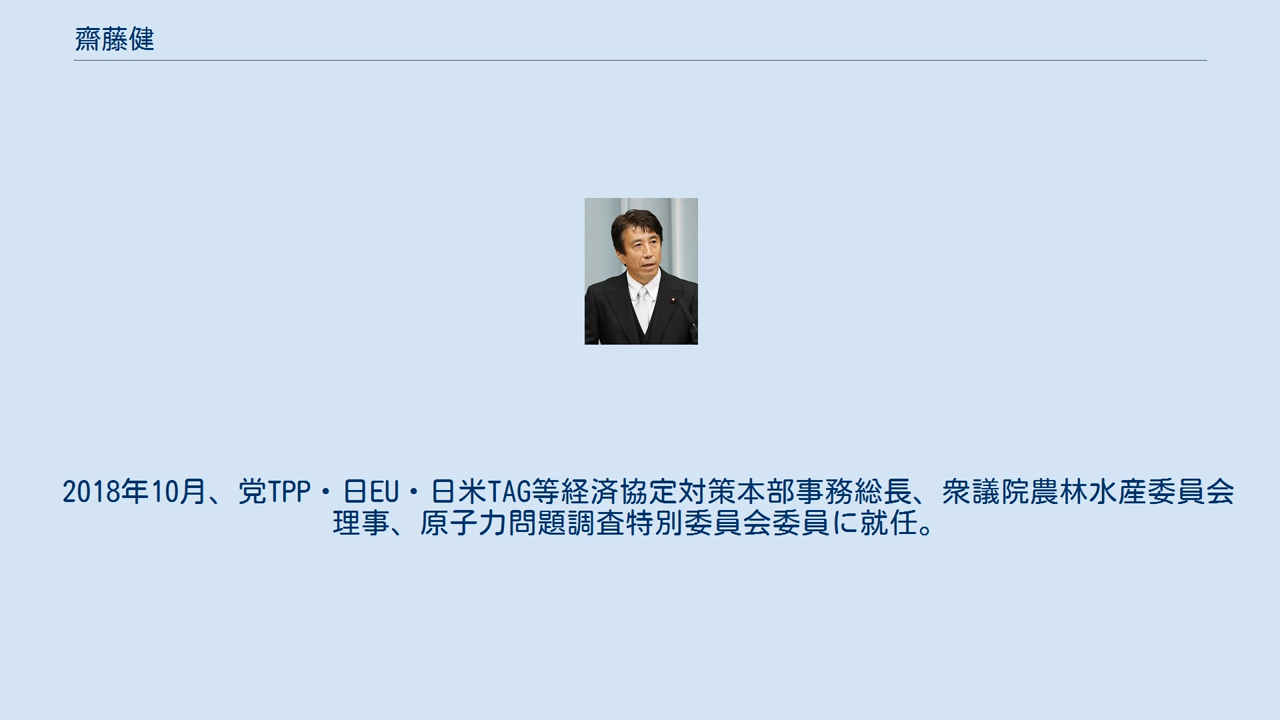 齋藤健
2018年10月、党TPP・日EU・日米TAG等経済協定対策本部事務総長、衆議院農林水産委員会
理事、原子力問題調査特別委員会委員に就任。